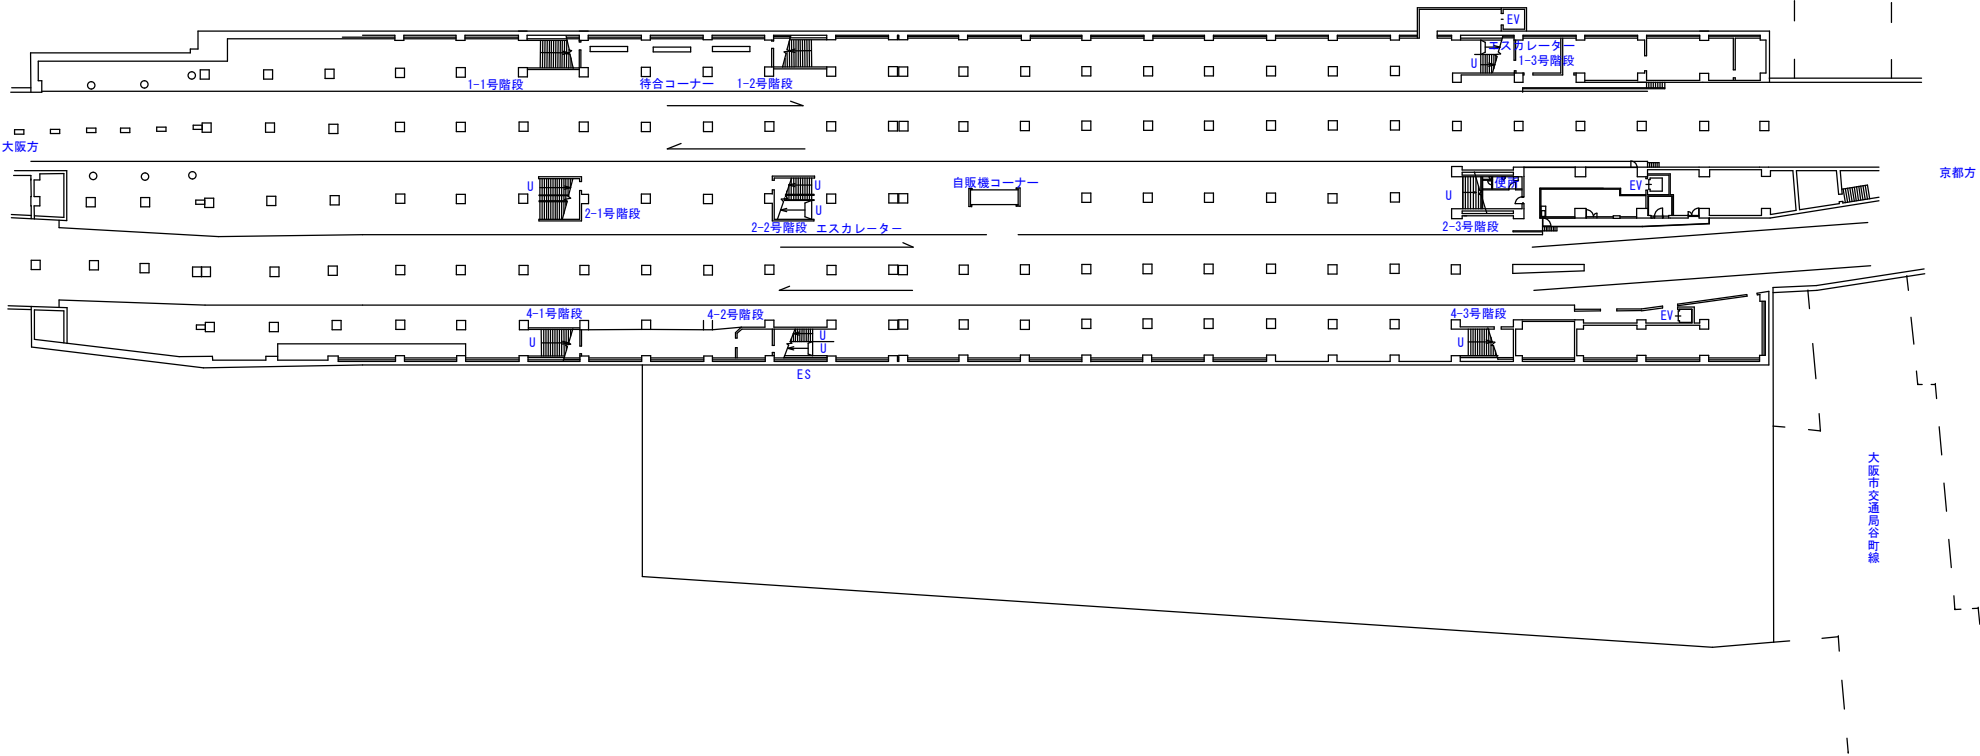 EV
エスカレーター
U
1-3号階段
1-1号階段
待合コーナー
1-2号階段
大阪方
京都方
U
U
自販機コーナー
便所
EV
U
U
2-1号階段
2-2号階段
エスカレーター
2-3号階段
4-1号階段
4-2号階段
4-3号階段
EV
U
U
U
U
ES
大阪市交通局谷町線